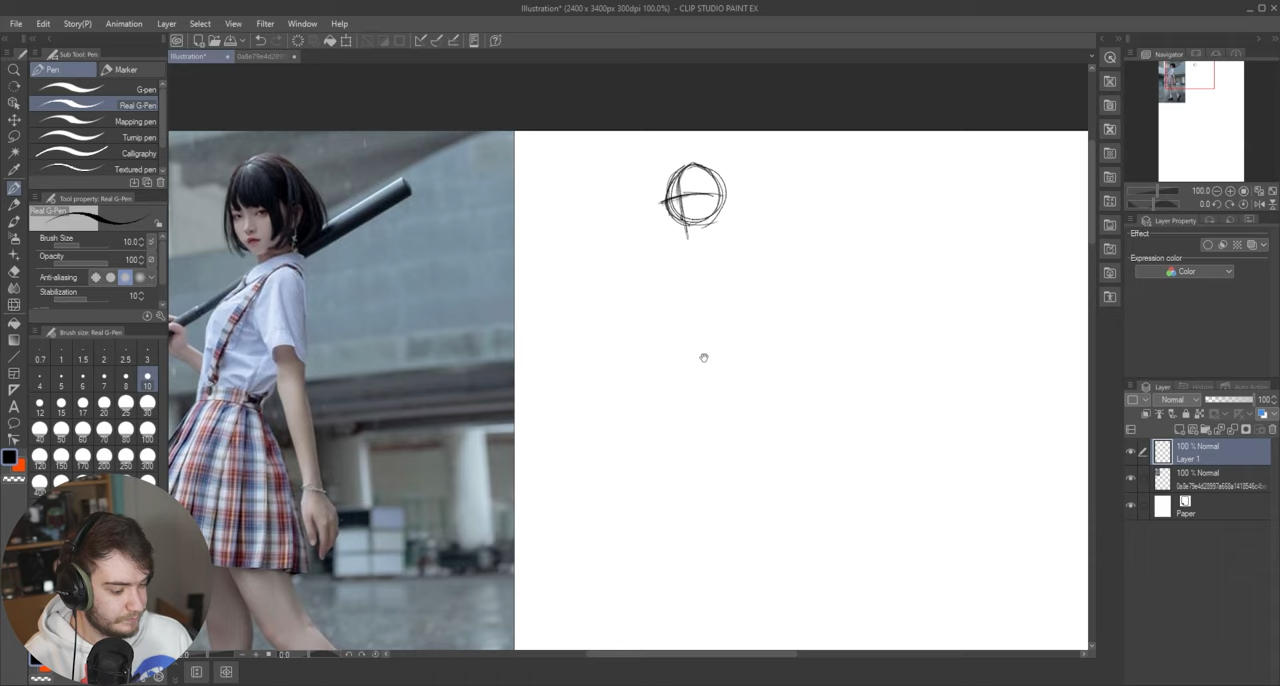 Illustration* (2400 x 3400px 300dpi 100.0%) - CLIP STUDIO PAINT EX
File Edit Story(P) Animation Layer Select View Filter Window Help
Sub Tool: Pen
Illustration*
0a8e79e4d289
Pen Marker
G-pen
Real G-Pen
Mapping pen
Turnip pen
Calligraphy
Textured pen
Tool property: Real G-Pen
Real G-Pen
Brush Size 10.0
Opacity
Anti-aliasing
Stabilization 10
Brush size: Real G-Pen
0.7 1 1.5 2 2.5 3
4 5 6 7 8 10
12 15 17 20 25 30
40 50 60 70 80 100
120 150 170 200 250 300
Navigator
100.0
0.0
Layer Property
Effect
Expression color
Color
Layer History Auto Action
Normal 100
100 % Normal
Layer 1
100 % Normal
Paper